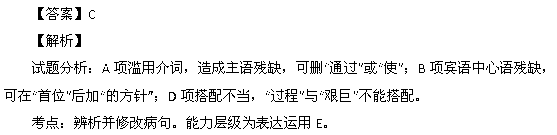 【答案】C
【解析】
试题分析：A 项滥用介词，造成主语残缺，可删“通过”或“使”；B 项宾语中心语残缺，
可在“首位”后加“的方针”；D 项搭配不当，“过程”与“艰巨”不能搭配。
考点：辨析并修改病句。能力层级为表达运用 E。